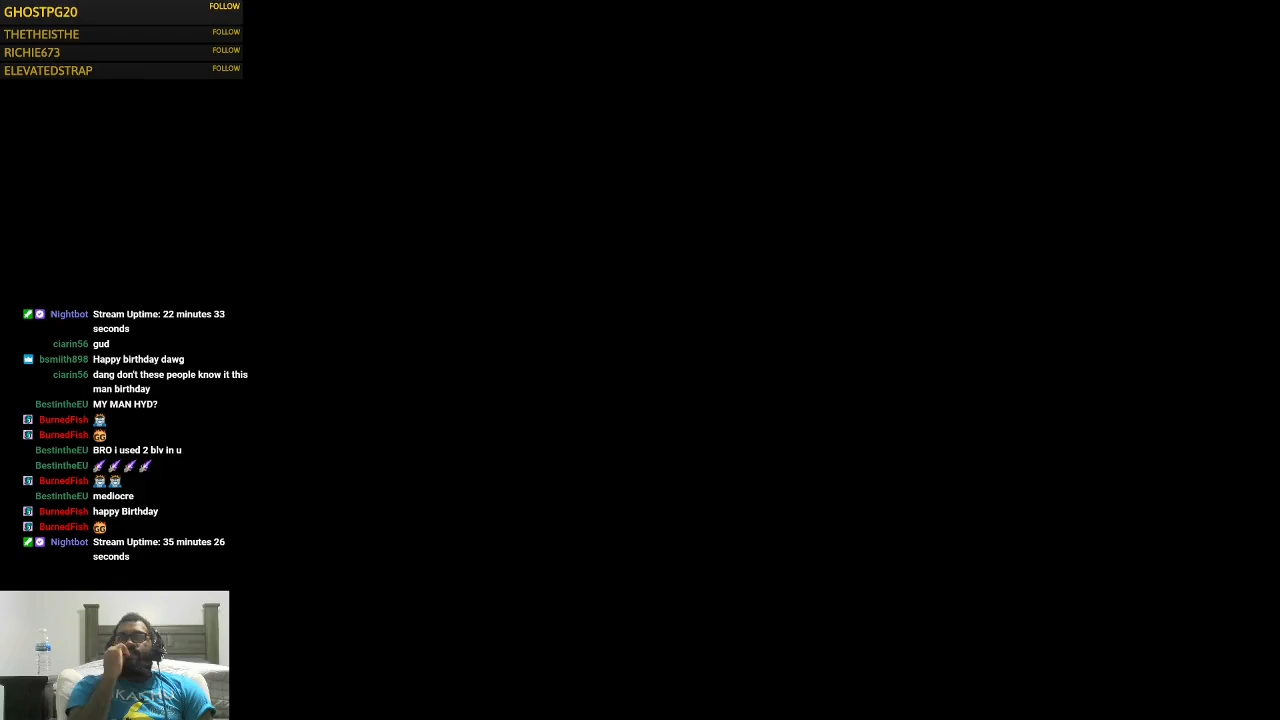 GHOSTPG20 FOLLOW
THETHEISTHE FOLLOW
RICHIE673 FOLLOW
ELEVATEDSTRAP FOLLOW
Nightbot Stream Uptime: 22 minutes 33
seconds
ciarin56 gud
bsmiith898 Happy birthday dawg
ciarin56 dang don't these people know it this
man birthday
BestintheEU MY MAN HYD?
BurnedFish
BurnedFish GG
BestintheEU BRO i used 2 blv in u
BestintheEU
BurnedFish
BestintheEU mediocre
BurnedFish happy Birthday
BurnedFish GG
Nightbot Stream Uptime: 35 minutes 26
seconds